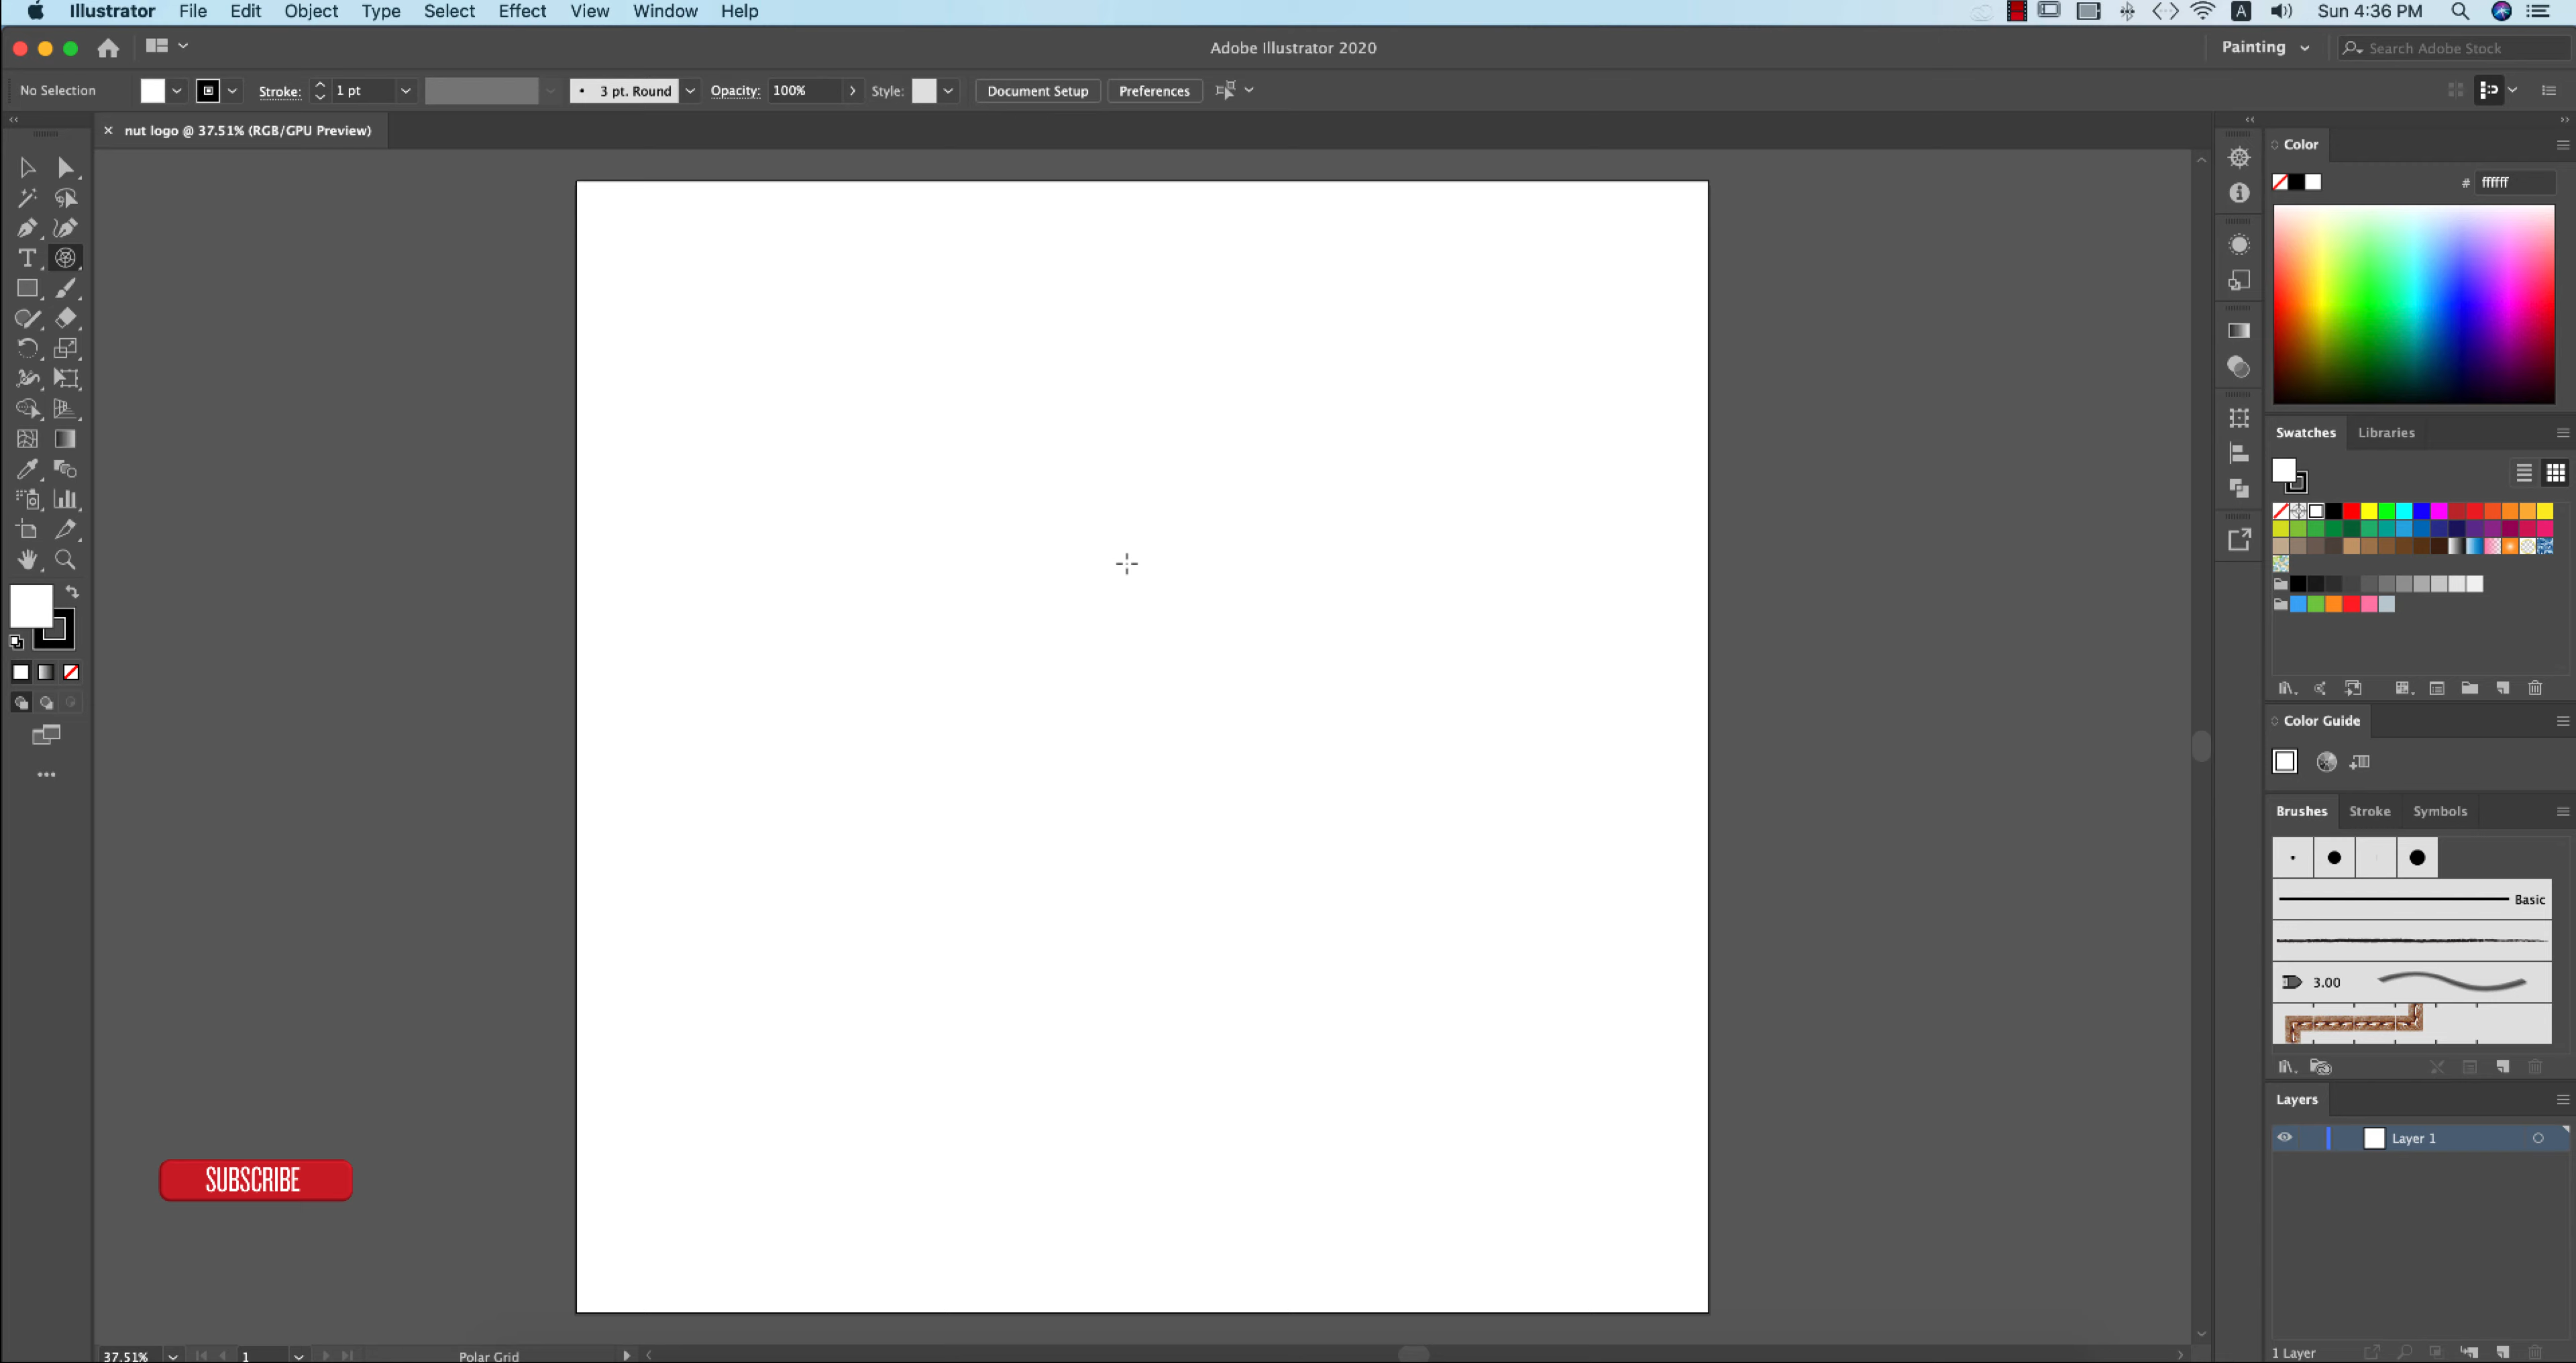 Illustrator File Edit Object Type Select Effect View Window Help
A Sun 4:36 PM
Adobe Illustrator 2020
Painting
Search Adobe Stock
No Selection
Stroke: 1 pt
3 pt. Round
Opacity: 100%
Style:
Document Setup
Preferences
nut logo @ 37.51% (RGB/GPU Preview)
Color
# ffffff
Swatches Libraries
Color Guide
Brushes Stroke Symbols
Basic
3.00
Layers
Layer 1
SUBSCRIBE
37.51%
1
Polar Grid
1 Layer